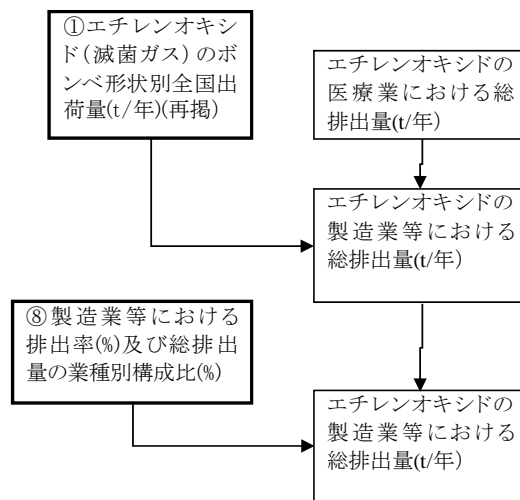 ①エチレンオキシ
ド(滅菌ガス)のボ
ンベ形状別全国出
荷量(t/年)(再掲)
エチレンオキシドの
医療業における総
排出量(t/年)
エチレンオキシドの
製造業等における
総排出量(t/年)
⑧製造業等における
排出率(%)及び総排出
量の業種別構成比(%)
エチレンオキシドの
製造業等における
総排出量(t/年)